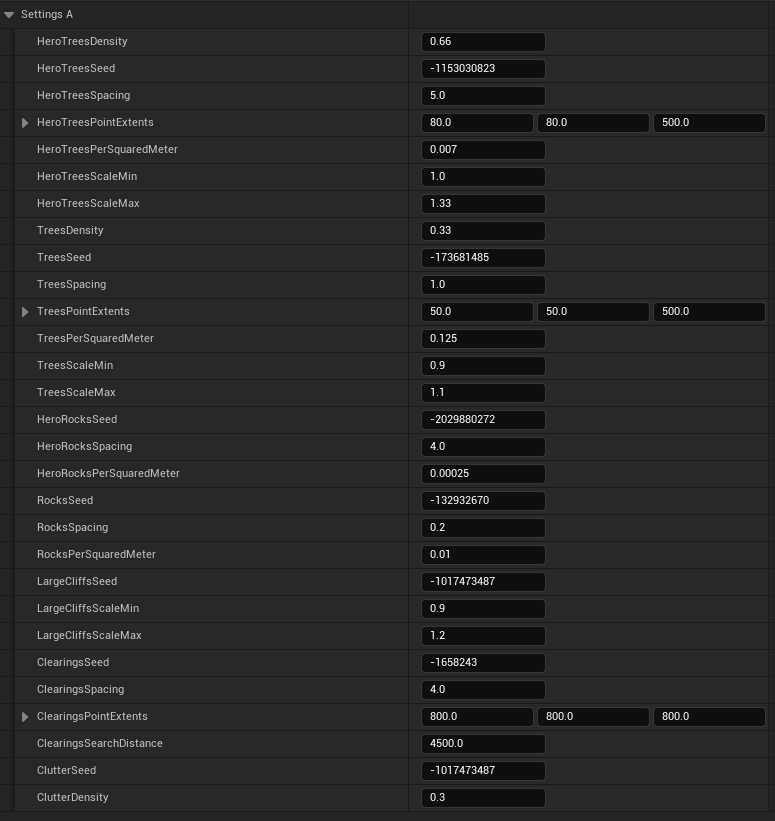 Settings A
HeroTreesDensity 0.66
HeroTreesSeed -1153030823
HeroTreesSpacing 5.0
HeroTreesPointExtents 80.0 80.0 500.0
HeroTreesPerSquaredMeter 0.007
HeroTreesScaleMin 1.0
HeroTreesScaleMax 1.33
TreesDensity 0.33
TreesSeed -173681485
TreesSpacing 1.0
TreesPointExtents 50.0 50.0 500.0
TreesPerSquaredMeter 0.125
TreesScaleMin 0.9
TreesScaleMax 1.1
HeroRocksSeed -2029880272
HeroRocksSpacing 4.0
HeroRocksPerSquaredMeter 0.00025
RocksSeed -132932670
RocksSpacing 0.2
RocksPerSquaredMeter 0.01
LargeCliffsSeed -1017473487
LargeCliffsScaleMin 0.9
LargeCliffsScaleMax 1.2
ClearingsSeed -1658243
ClearingsSpacing 4.0
ClearingsPointExtents 800.0 800.0 800.0
ClearingsSearchDistance 4500.0
ClutterSeed -1017473487
ClutterDensity 0.3